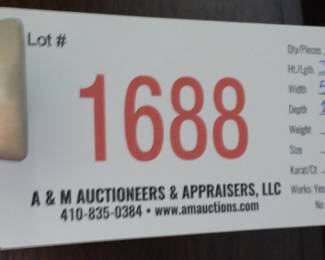 Lot #
1688
A & M AUCTIONEERS & APPRAISERS, LLC
410-835-0384 • www.amauctions.com
Qty/Pieces
Ht./Lgth
Width
Depth
Weight
Size
Karat/Ct
Works: Yes
No